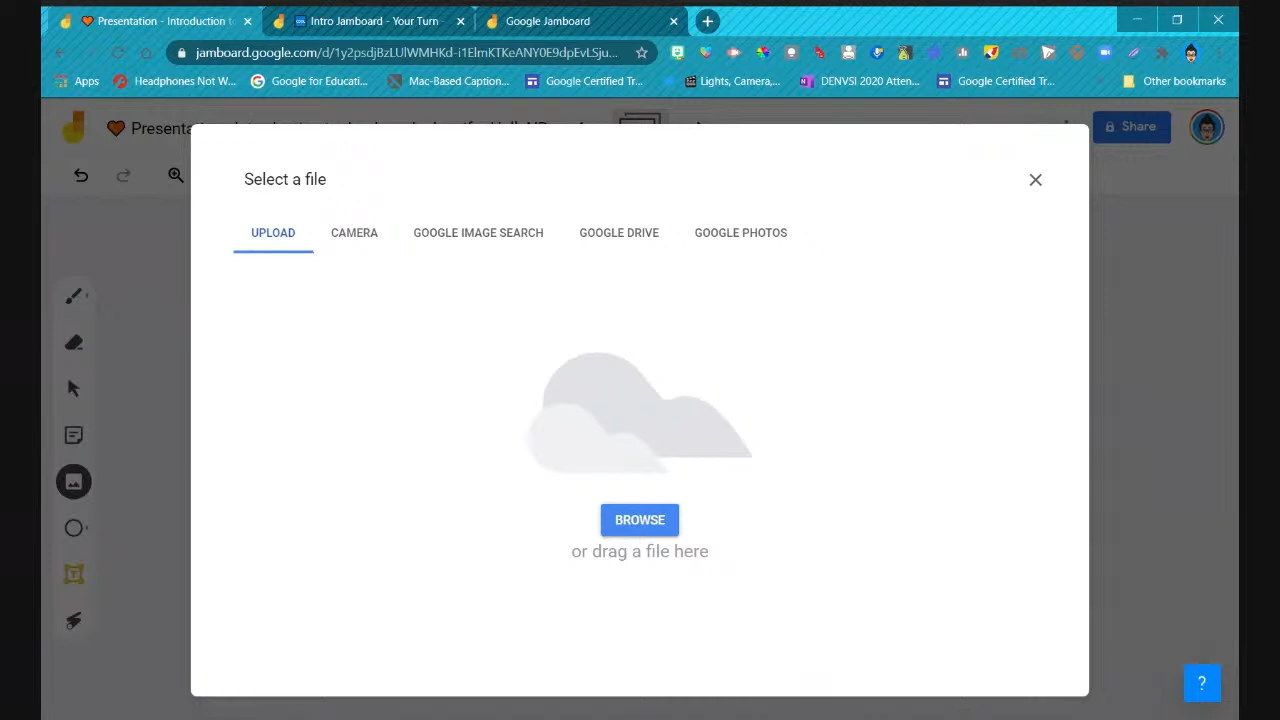 Presentation - Introduction to
Intro Jamboard - Your Turn
Google Jamboard
jamboard.google.com/d/1y2psdjBzLUlWMHKd-i1ElmKTKeANY0E9dpEvLSju...
Apps
Headphones Not W...
Google for Educati...
Mac-Based Caption...
Google Certified Tr...
Lights, Camera,...
DENVSI 2020 Atten...
Google Certified Tr...
Other bookmarks
Share
Select a file
UPLOAD
CAMERA
GOOGLE IMAGE SEARCH
GOOGLE DRIVE
GOOGLE PHOTOS
BROWSE
or drag a file here
T
?